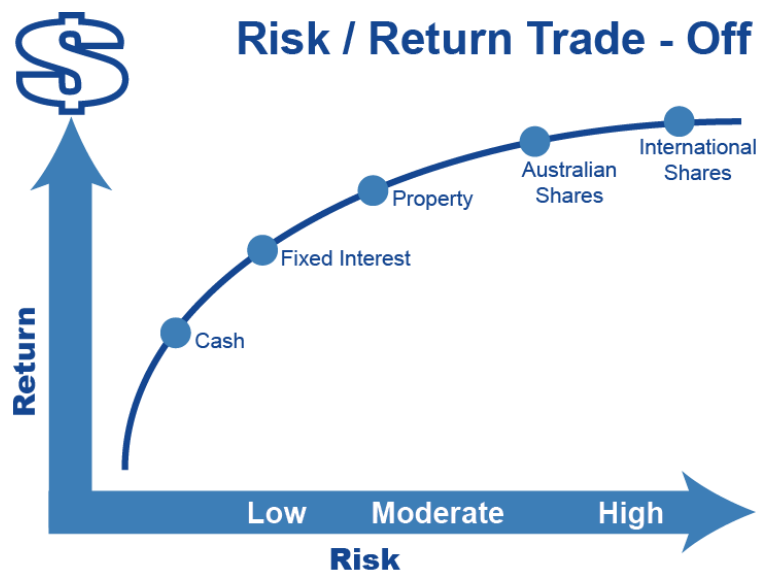 $
Risk / Return Trade - Off
International
Shares
Australian
Shares
Property
Fixed Interest
Cash
Return
Low
Moderate
High
Risk